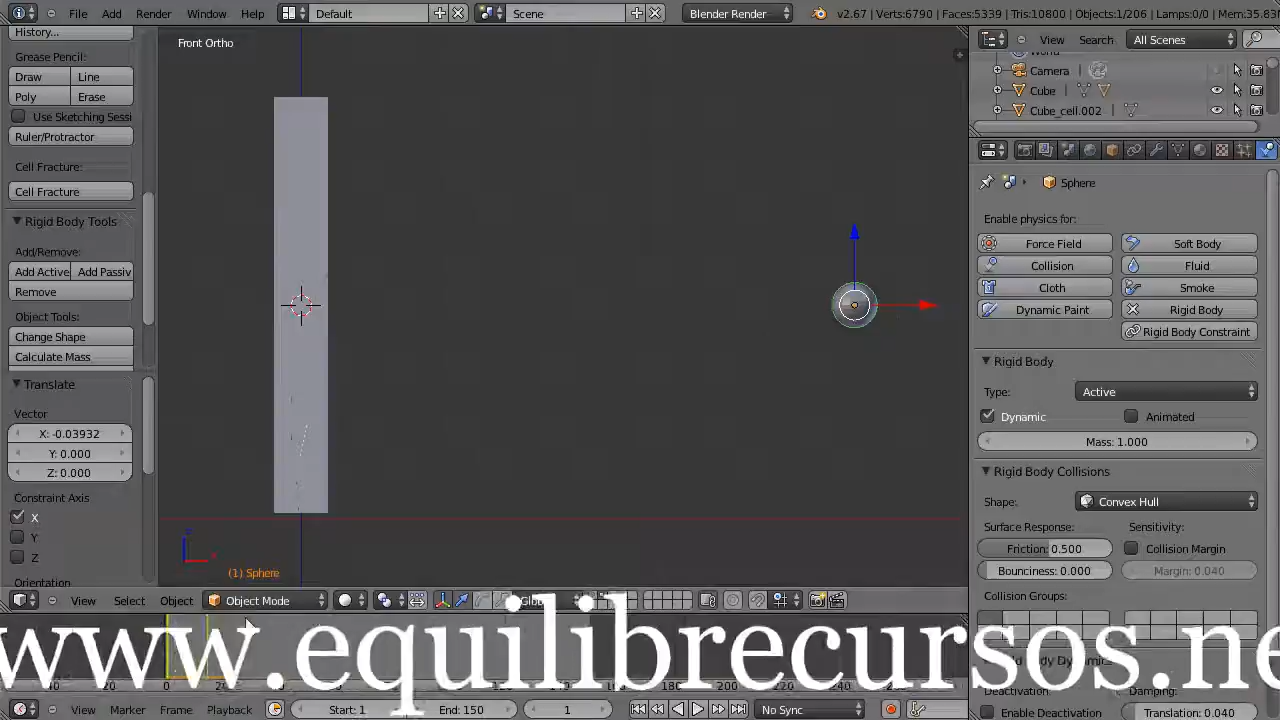 File Add Render Window Help Default Scene Blender Render v2.67 | Verts:6790 | Faces:5339 | Tris:10800 | Objects:1/206 | Lamps:0/0 | Mem:35.83
History...
Grease Pencil:
Draw Line
Poly Erase
Use Sketching Sessi
Ruler/Protractor
Cell Fracture:
Cell Fracture
Rigid Body Tools
Add/Remove:
Add Active Add Passiv
Remove
Object Tools:
Change Shape
Calculate Mass
Translate
Vector
X: -0.03932
Y: 0.000
Z: 0.000
Constraint Axis
X
Y
Z
Orientation
Front Ortho
(1) Sphere
View Select Object Object Mode
View Search All Scenes
Camera
Cube
Cube_cell.002
Sphere
Enable physics for:
Force Field Soft Body
Collision Fluid
Cloth Smoke
Dynamic Paint Rigid Body
Rigid Body Constraint
Rigid Body
Type: Active
Dynamic Animated
Mass: 1.000
Rigid Body Collisions
Shape: Convex Hull
Surface Response: Sensitivity:
Friction: 0.500 Collision Margin
Bounciness: 0.000 Margin: 0.040
Collision Groups:
Deactivation: Damping:
Enable Deactivation Translation: 0.040
www.equilibrecursos.ne
View Marker Frame Playback Start: 1 End: 150 1 No Sync